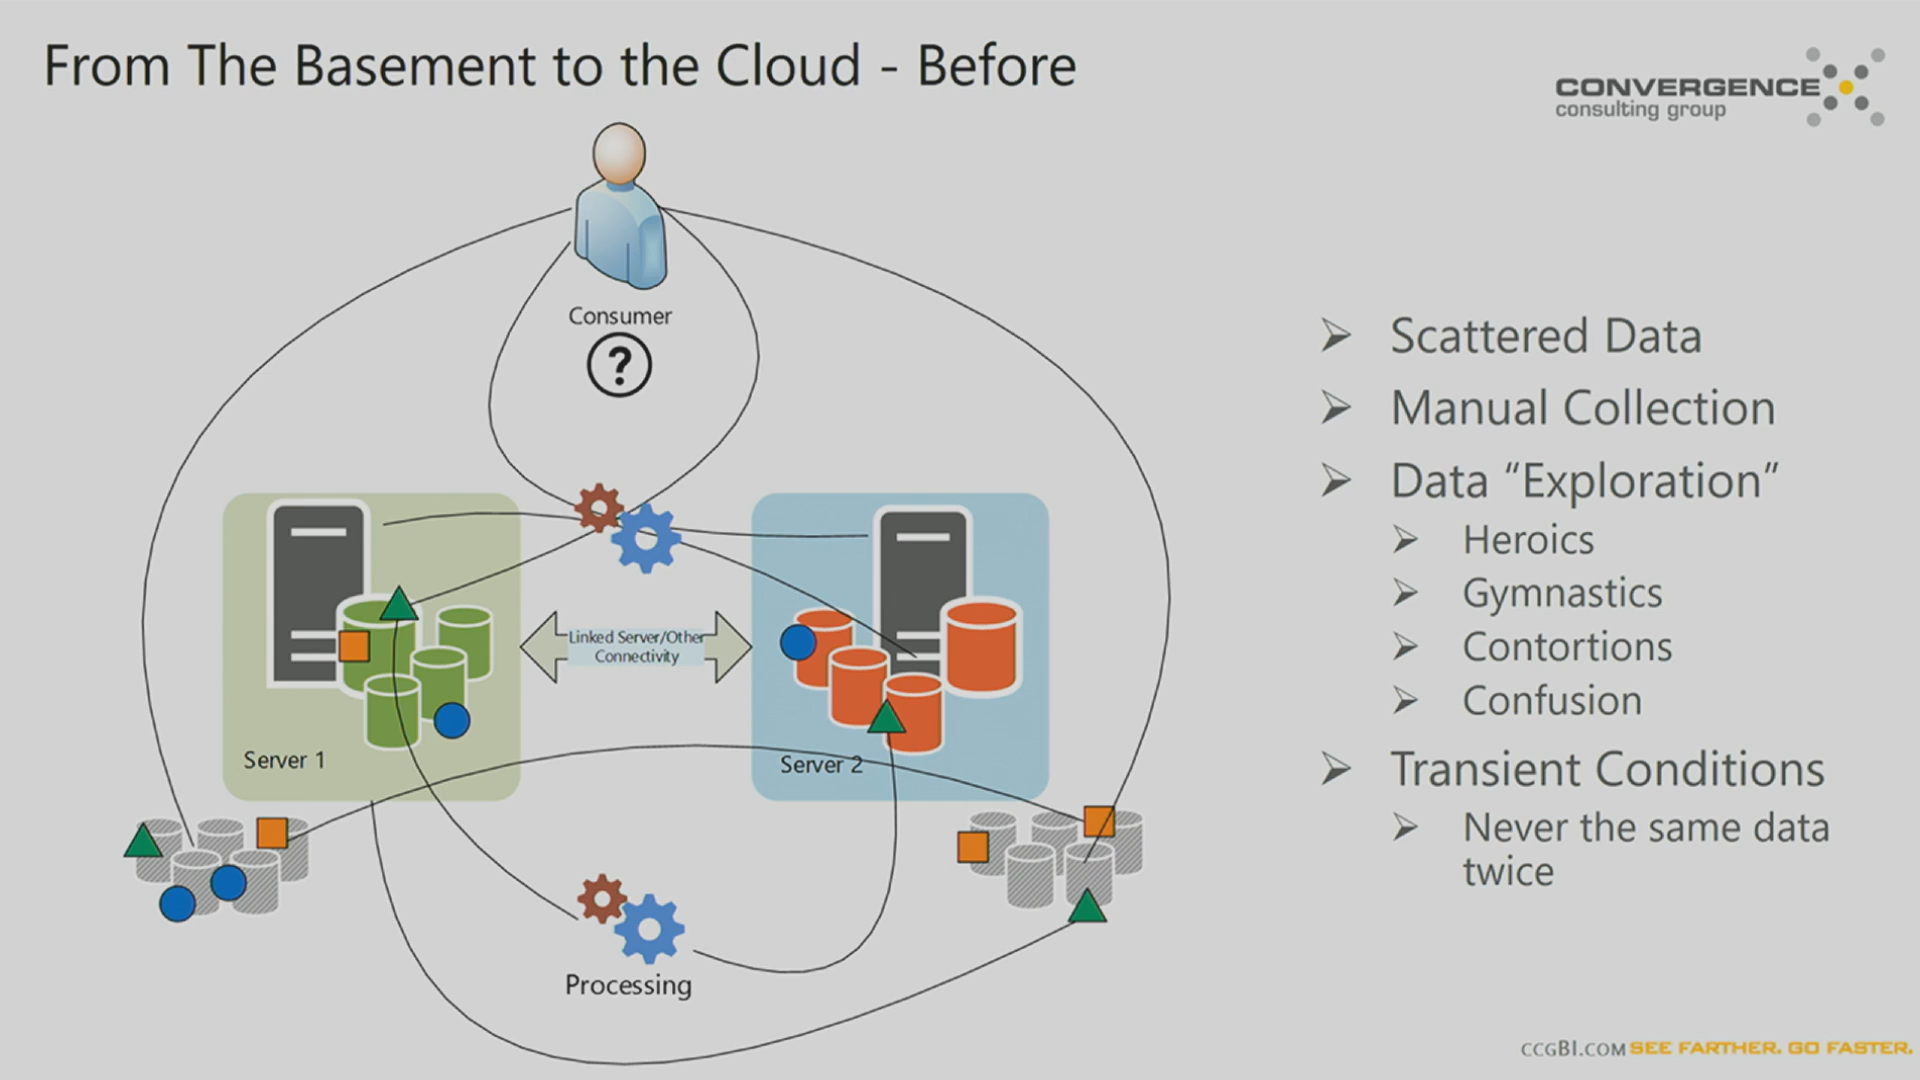 From The Basement to the Cloud - Before
CONVERGENCE
consulting group
Consumer
?
Linked Server/Other
Connectivity
Server 1
Server 2
Processing
Scattered Data
Manual Collection
Data “Exploration”
Heroics
Gymnastics
Contortions
Confusion
Transient Conditions
Never the same data
twice
CCGBI.COM SEE FARTHER. GO FASTER.